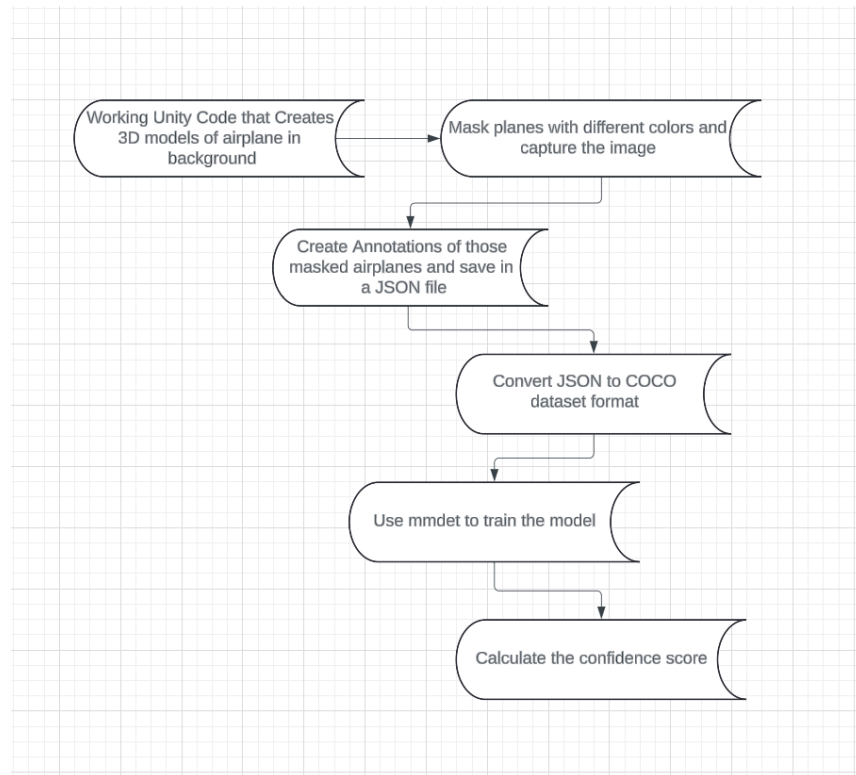 Working Unity Code that Creates
3D models of airplane in
background
Mask planes with different colors and
capture the image
Create Annotations of those
masked airplanes and save in
a JSON file
Convert JSON to COCO
dataset format
Use mmdet to train the model
Calculate the confidence score